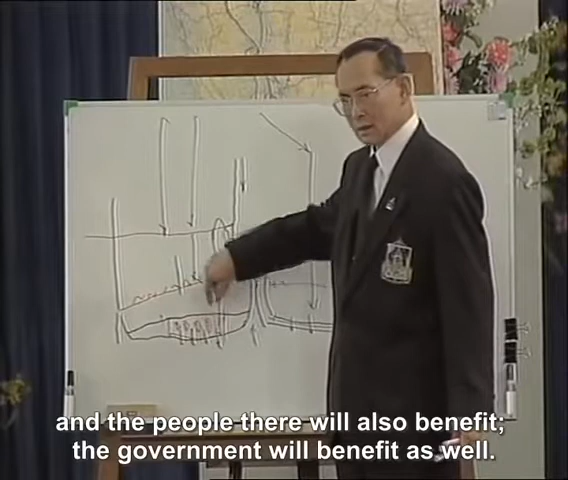 and the people there will also benefit;
the government will benefit as well.